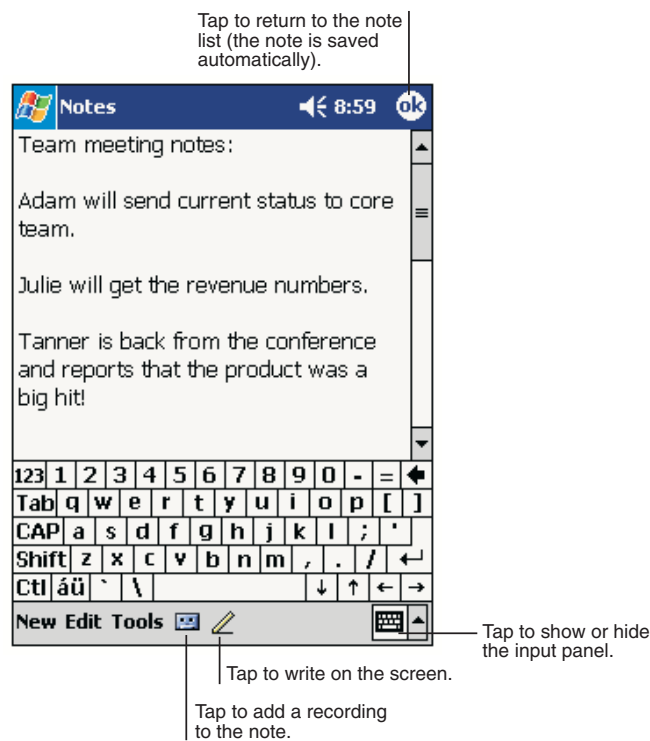 Tap to return to the note
list (the note is saved
automatically).
Notes 8:59 ok
Team meeting notes:
Adam will send current status to core
team.
Julie will get the revenue numbers.
Tanner is back from the conference
and reports that the product was a
big hit!
123 1 2 3 4 5 6 7 8 9 0 - = 🡄
Tab q w e r t y u i o p [ ]
CAP a s d f g h j k l ; '
Shift z x c v b n m , . / ↵
Ctl áü ` \ ↓ ↑ ← →
New Edit Tools
Tap to show or hide
the input panel.
Tap to write on the screen.
Tap to add a recording
to the note.